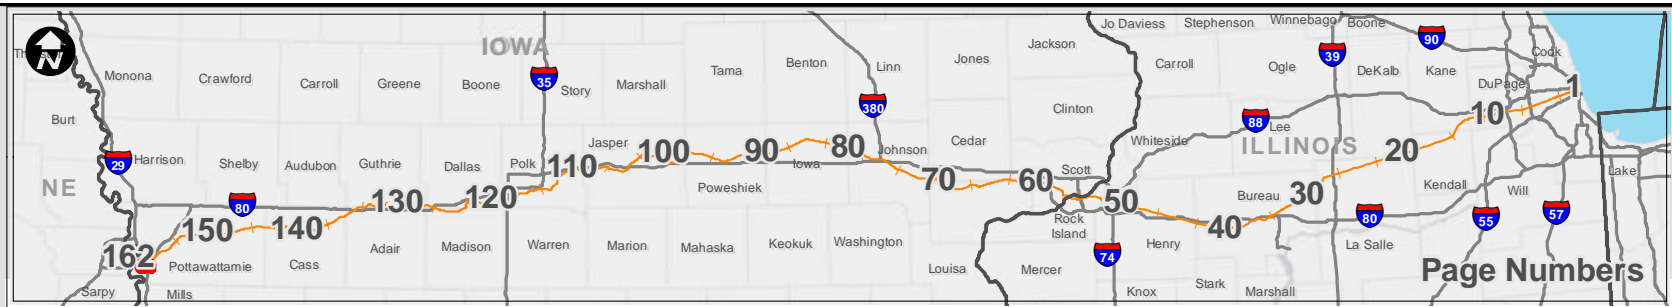 Jo Daviess Stephenson Winnebago Boone
IOWA
N
Th
Monona Crawford Carroll Greene Boone 35 Story Marshall Tama Benton Linn Jones Jackson Carroll Ogle 39 DeKalb 90 Kane Cock
DuPage 1
Burt
380 Clinton 88 Lee 10
Whiteside ILLINOIS 20
29 Harrison Shelby Audubon Guthrie Dallas Polk 110 Jasper 100 90 Iowa 80 Johnson Cedar Scott
NE 80 130 120 Poweshiek 70 60 50 Bureau 30 Kendall Will Lake
150 140 Rock
Island 40 80 55 57
162 Pottawattamie Cass Adair Madison Warren Marion Mahaska Keokuk Washington Louisa Mercer 74 Henry La Salle
Sarpy Mills Knox Stark Marshall
Page Numbers